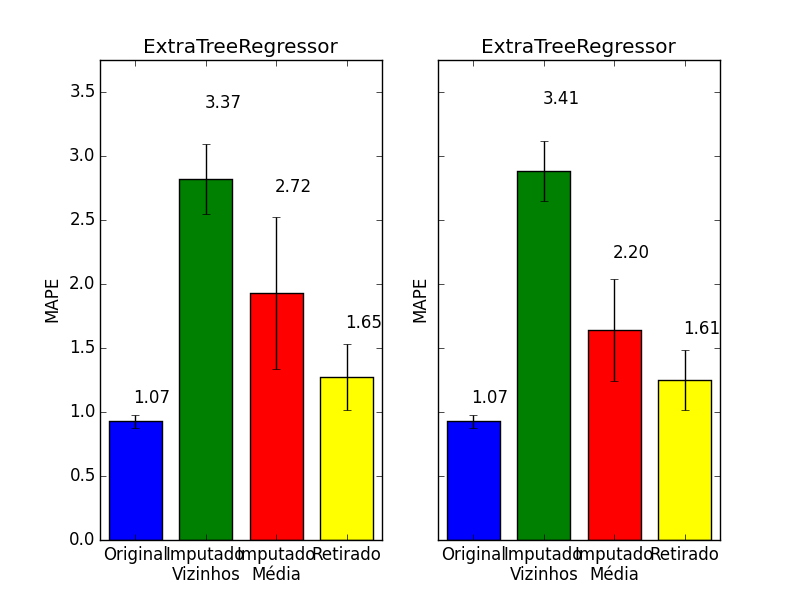 ExtraTreeRegressor
MAPE
3.5
3.0
2.5
2.0
1.5
1.0
0.5
0.0
3.37
2.72
1.65
1.07
Original Imputado Imputado Retirado
Vizinhos Média
ExtraTreeRegressor
MAPE
3.41
2.20
1.61
1.07
Original Imputado Imputado Retirado
Vizinhos Média